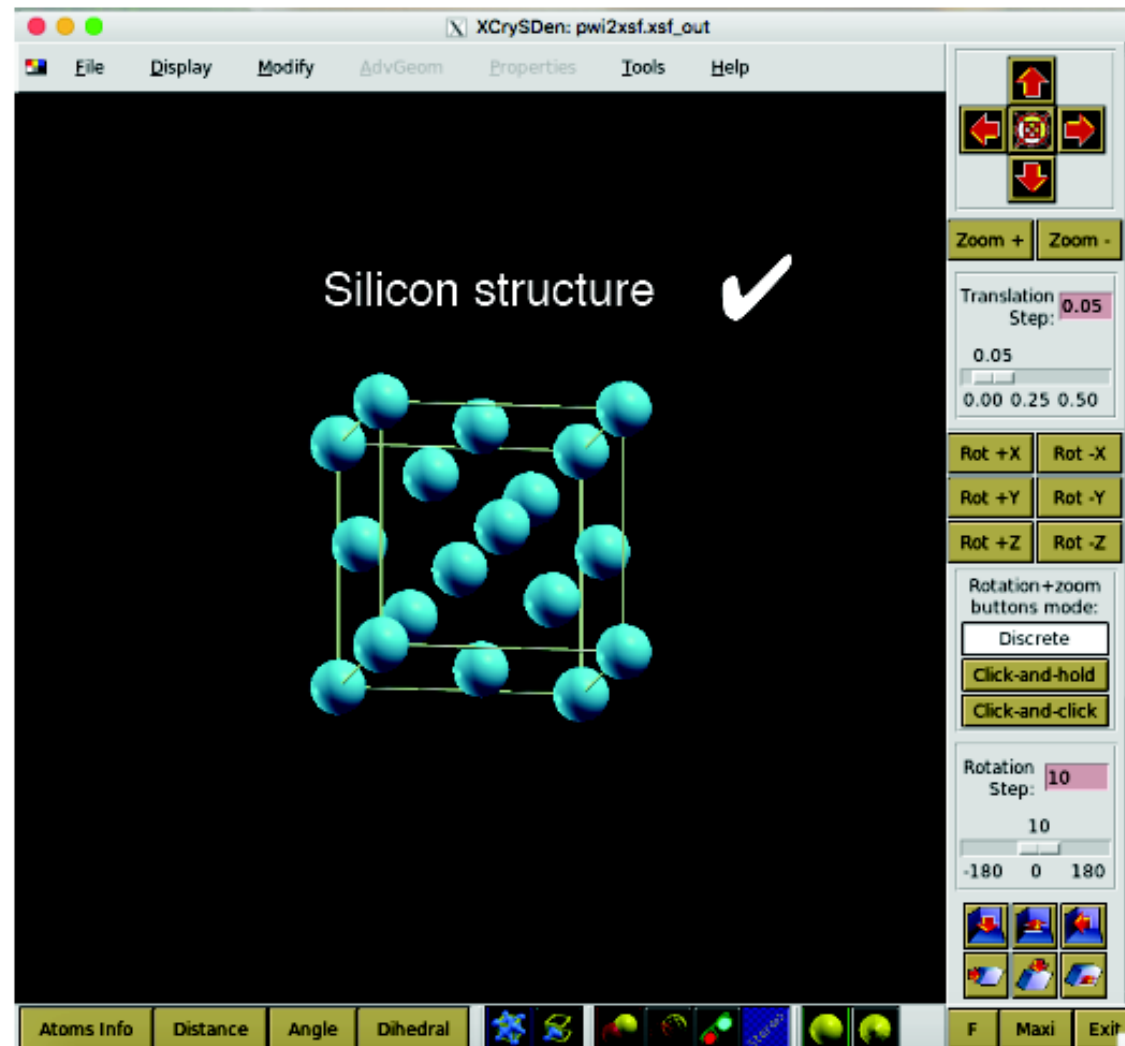 X XCrySDen: pwi2xsf.xsf_out
File Display Modify AdvGeom Properties Tools Help
Silicon structure ✔
Zoom + Zoom -
Translation
Step: 0.05
0.05
0.00 0.25 0.50
Rot +X Rot -X
Rot +Y Rot -Y
Rot +Z Rot -Z
Rotation+zoom
buttons mode:
Discrete
Click-and-hold
Click-and-click
Rotation
Step: 10
10
-180 0 180
Atoms Info Distance Angle Dihedral Stereo F Maxi Exit